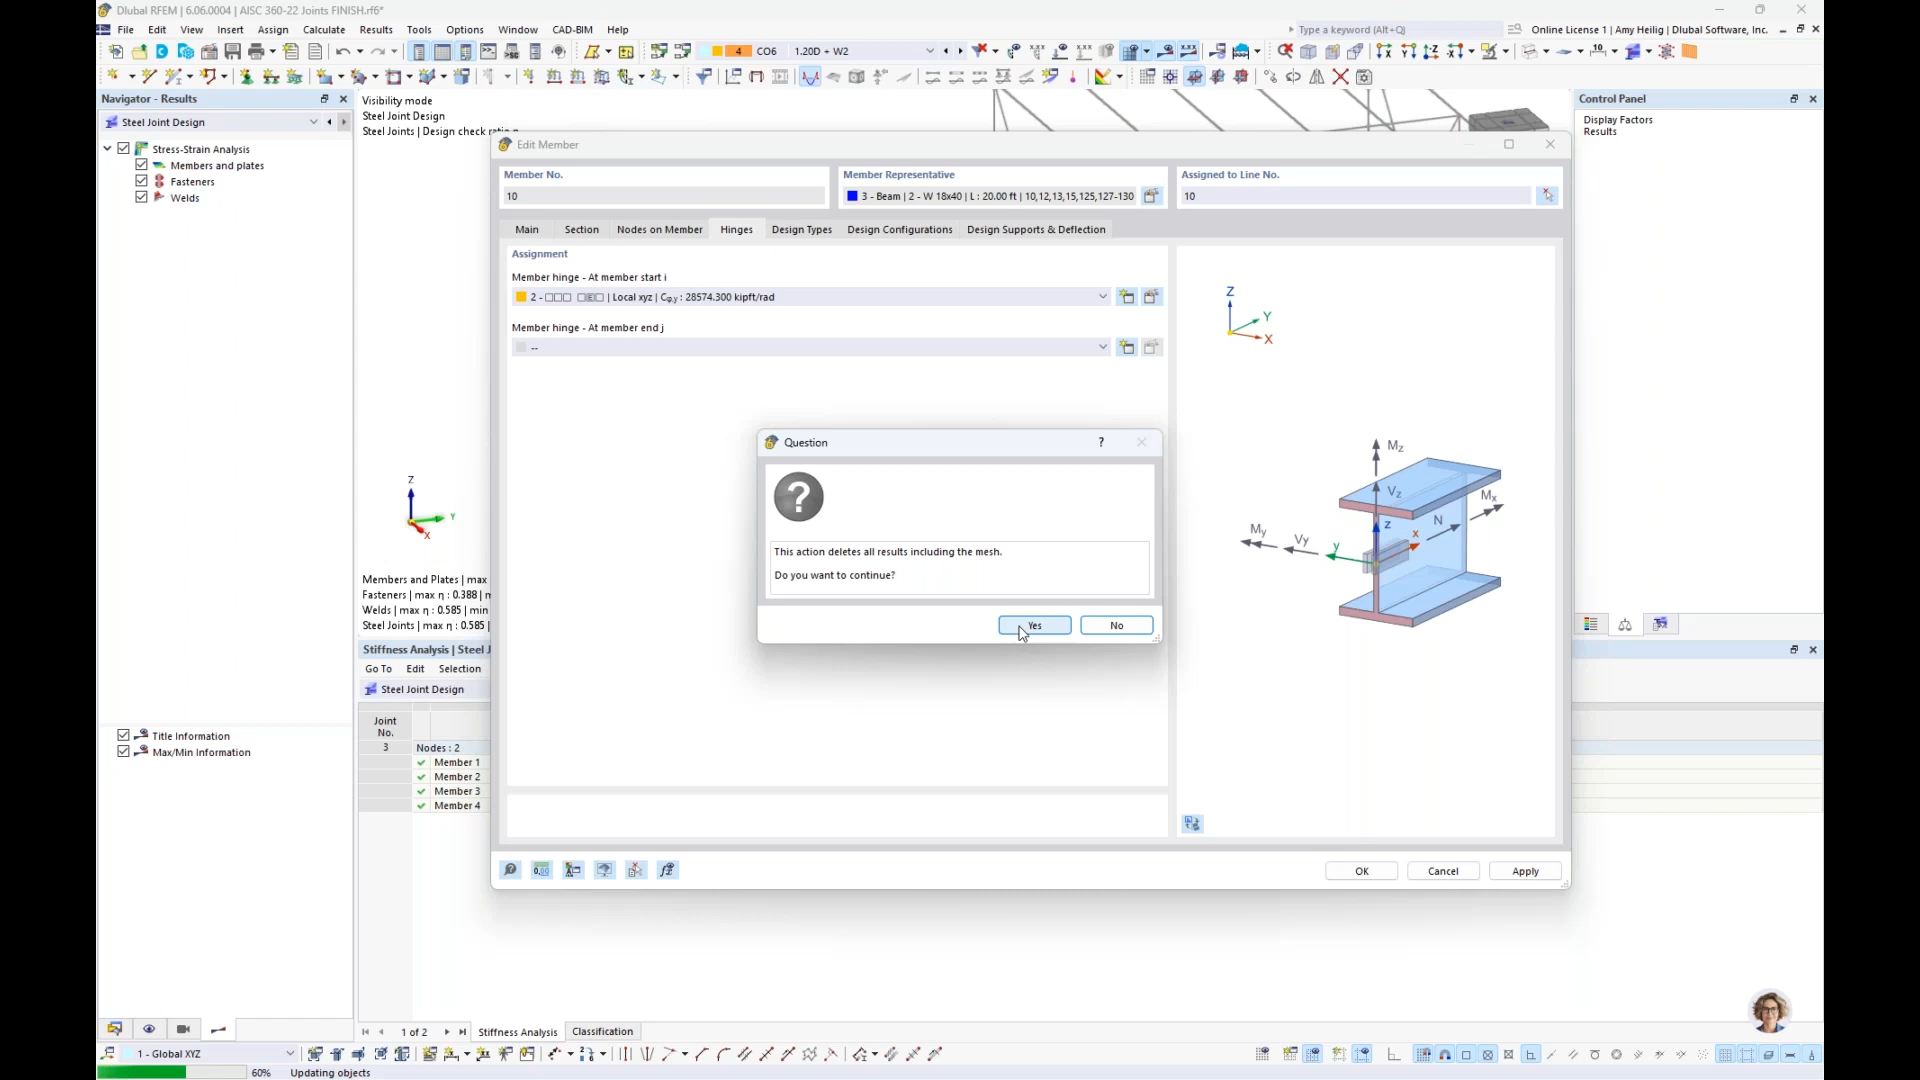 Dlubal RFEM | 6.06.0004 | AISC 360-22 Joints FINISH.rf6*
File Edit View Insert Assign Calculate Results Tools Options Window CAD-BIM Help
Type a keyword (Alt+Q)
Online License 1 | Amy Heilig | Dlubal Software, Inc.
4 CO6 1.20D + W2
Navigator - Results
Steel Joint Design
Stress-Strain Analysis
Members and plates
Fasteners
Welds
Title Information
Max/Min Information
Visibility mode
Steel Joint Design
Steel Joints | Design check ratio η
Z
Y
X
Members and Plates | max
Fasteners | max η : 0.388 |
Welds | max η : 0.585 | min
Steel Joints | max η : 0.585 |
Stiffness Analysis | Steel J
Go To Edit Selection
Steel Joint Design
Joint
No.
3 Nodes : 2
Member 1
Member 2
Member 3
Member 4
1 of 2 Stiffness Analysis Classification
Edit Member
Member No.
10
Member Representative
3 - Beam | 2 - W 18x40 | L : 20.00 ft | 10,12,13,15,125,127-130
Assigned to Line No.
10
Main Section Nodes on Member Hinges Design Types Design Configurations Design Supports & Deflection
Assignment
Member hinge - At member start i
2 - □□□ □E□ | Local xyz | Cφ,y : 28574.300 kipft/rad
Member hinge - At member end j
--
Z
Y
X
Mz
Vz
Mx
z
N
My
Vy
y
x
Question
?
This action deletes all results including the mesh.
Do you want to continue?
Yes No
OK Cancel Apply
Control Panel
Display Factors
Results
1 - Global XYZ
60% Updating objects